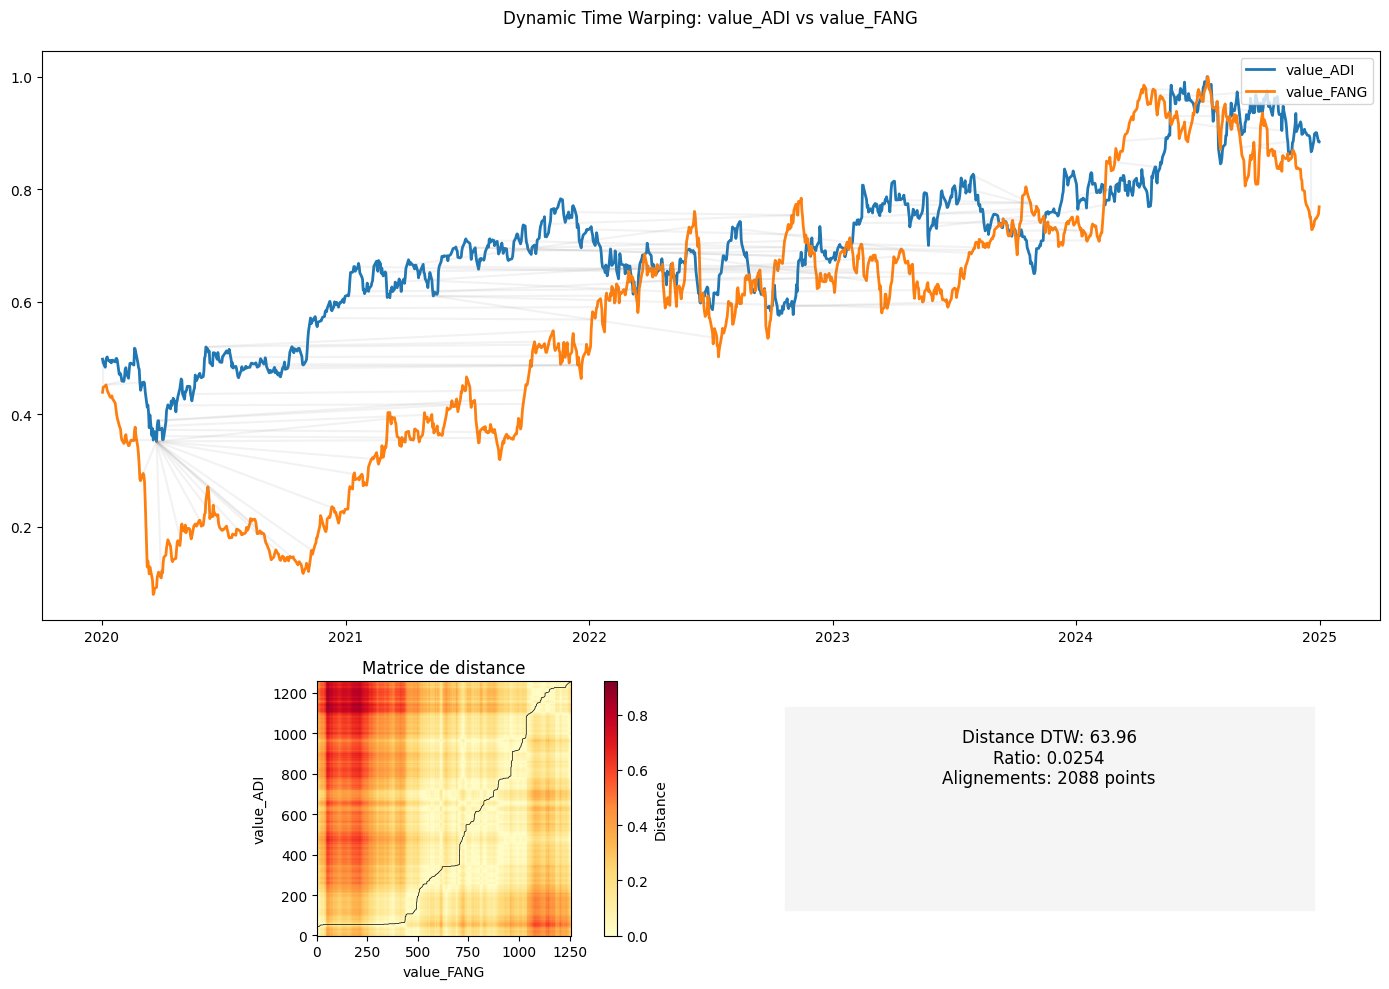 Dynamic Time Warping: value_ADI vs value_FANG
value_ADI
value_FANG
1.0
0.8
0.6
0.4
0.2
2020
2021
2022
2023
2024
2025
Matrice de distance
value_ADI
1200
1000
800
600
400
200
0
0
250
500
750
1000
1250
value_FANG
0.8
0.6
0.4
0.2
0.0
Distance
Distance DTW: 63.96
Ratio: 0.0254
Alignements: 2088 points